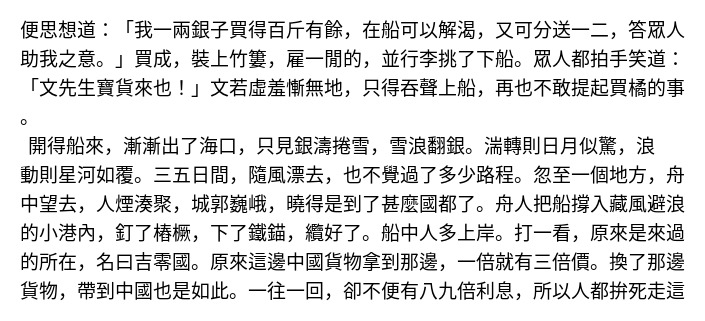 便思想道：「我一兩銀子買得百斤有餘，在船可以解渴，又可分送一二，答眾人
助我之意。」買成，裝上竹簍，雇一閒的，並行李挑了下船。眾人都拍手笑道：
「文先生寶貨來也！」文若虛羞慚無地，只得吞聲上船，再也不敢提起買橘的事
。
開得船來，漸漸出了海口，只見銀濤捲雪，雪浪翻銀。湍轉則日月似驚，浪
動則星河如覆。三五日間，隨風漂去，也不覺過了多少路程。忽至一個地方，舟
中望去，人煙湊聚，城郭巍峨，曉得是到了甚麼國都了。舟人把船撐入藏風避浪
的小港內，釘了樁橛，下了鐵錨，纜好了。船中人多上岸。打一看，原來是來過
的所在，名曰吉零國。原來這邊中國貨物拿到那邊，一倍就有三倍價。換了那邊
貨物，帶到中國也是如此。一往一回，卻不便有八九倍利息，所以人都拚死走這